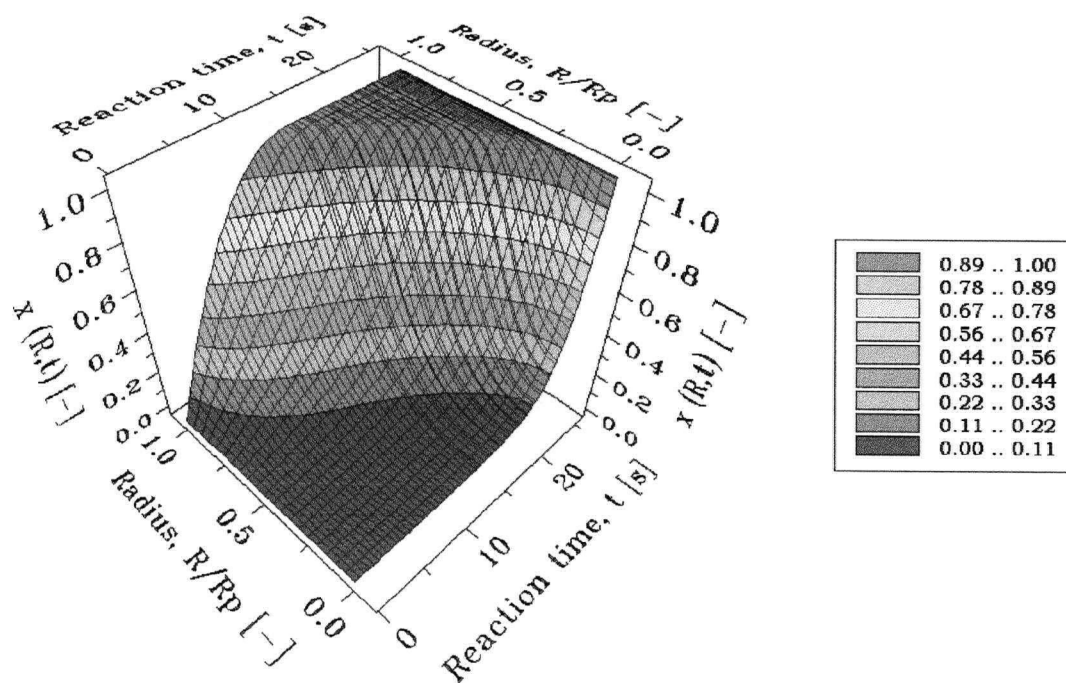 Reaction time, t [s]
0
10
20
Radius, R/Rp [-]
1.0
0.5
0.0
x (R,t) [-]
1.0
0.8
0.6
0.4
0.2
0.0
x (R,t) [-]
1.0
0.8
0.6
0.4
0.2
0.0
Radius, R/Rp [-]
1.0
0.5
0.0
Reaction time, t [s]
0
10
20
0.89 .. 1.00
0.78 .. 0.89
0.67 .. 0.78
0.56 .. 0.67
0.44 .. 0.56
0.33 .. 0.44
0.22 .. 0.33
0.11 .. 0.22
0.00 .. 0.11